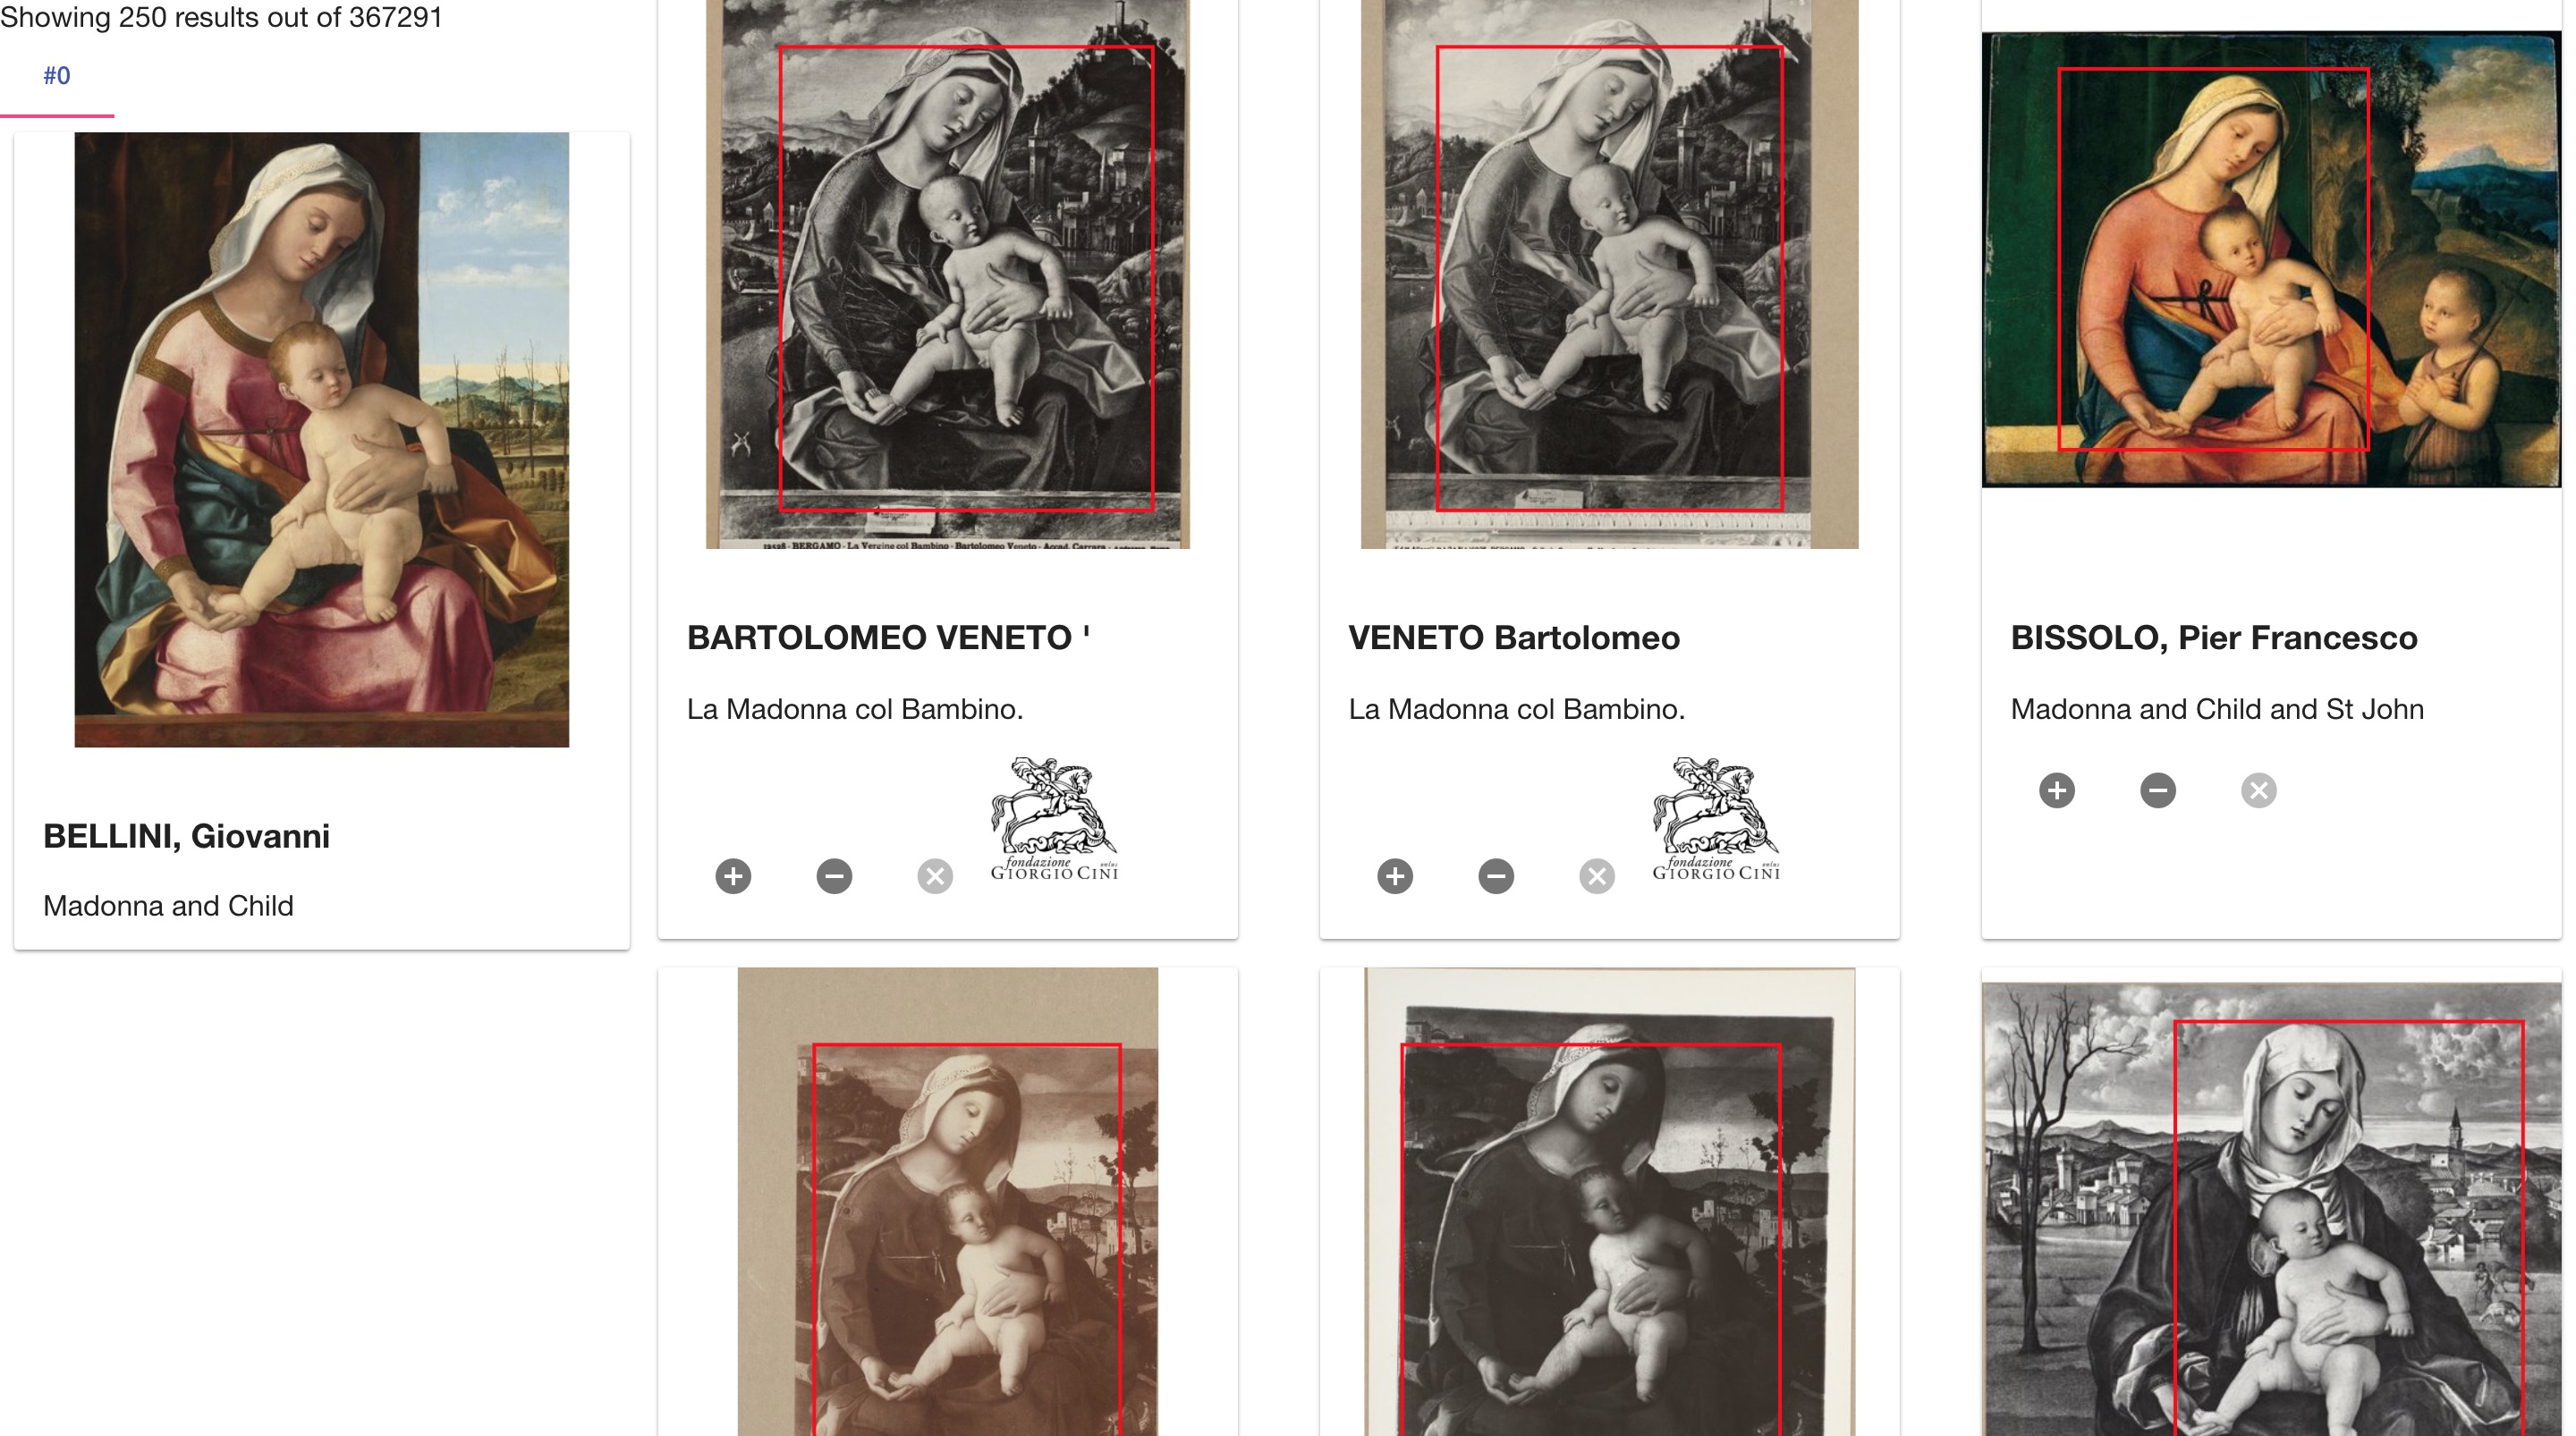 Showing 250 results out of 367291
#0
BELLINI, Giovanni
Madonna and Child
12528 - BERGAMO - La Vergine col Bambino - Bartolomeo Veneto - Accad. Carrara -
BARTOLOMEO VENETO '
La Madonna col Bambino.
fondazione onlus
GIORGIO CINI
VENETO Bartolomeo
La Madonna col Bambino.
fondazione onlus
GIORGIO CINI
BISSOLO, Pier Francesco
Madonna and Child and St John